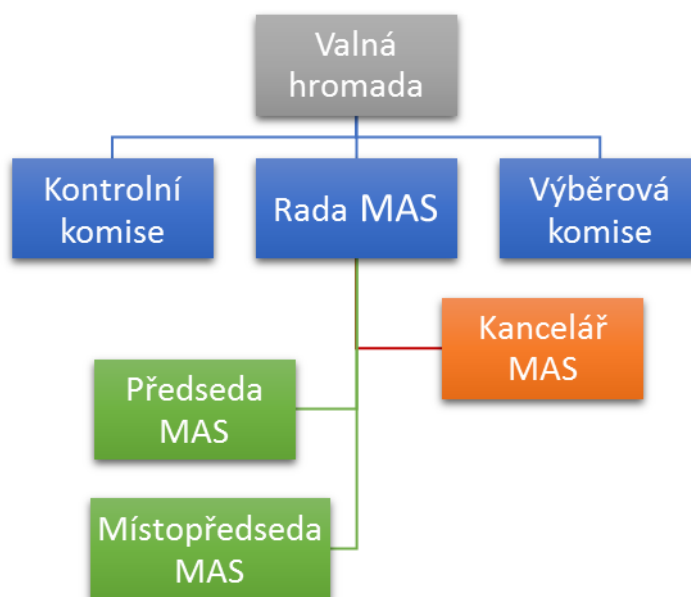 Valná
hromada
Kontrolní
komise
Rada MAS
Výběrová
komise
Kancelář
MAS
Předseda
MAS
Místopředseda
MAS